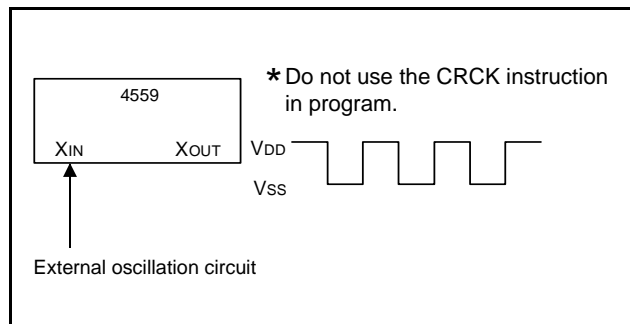 * Do not use the CRCK instruction
in program.
4559
XIN XOUT
VDD
VSS
External oscillation circuit